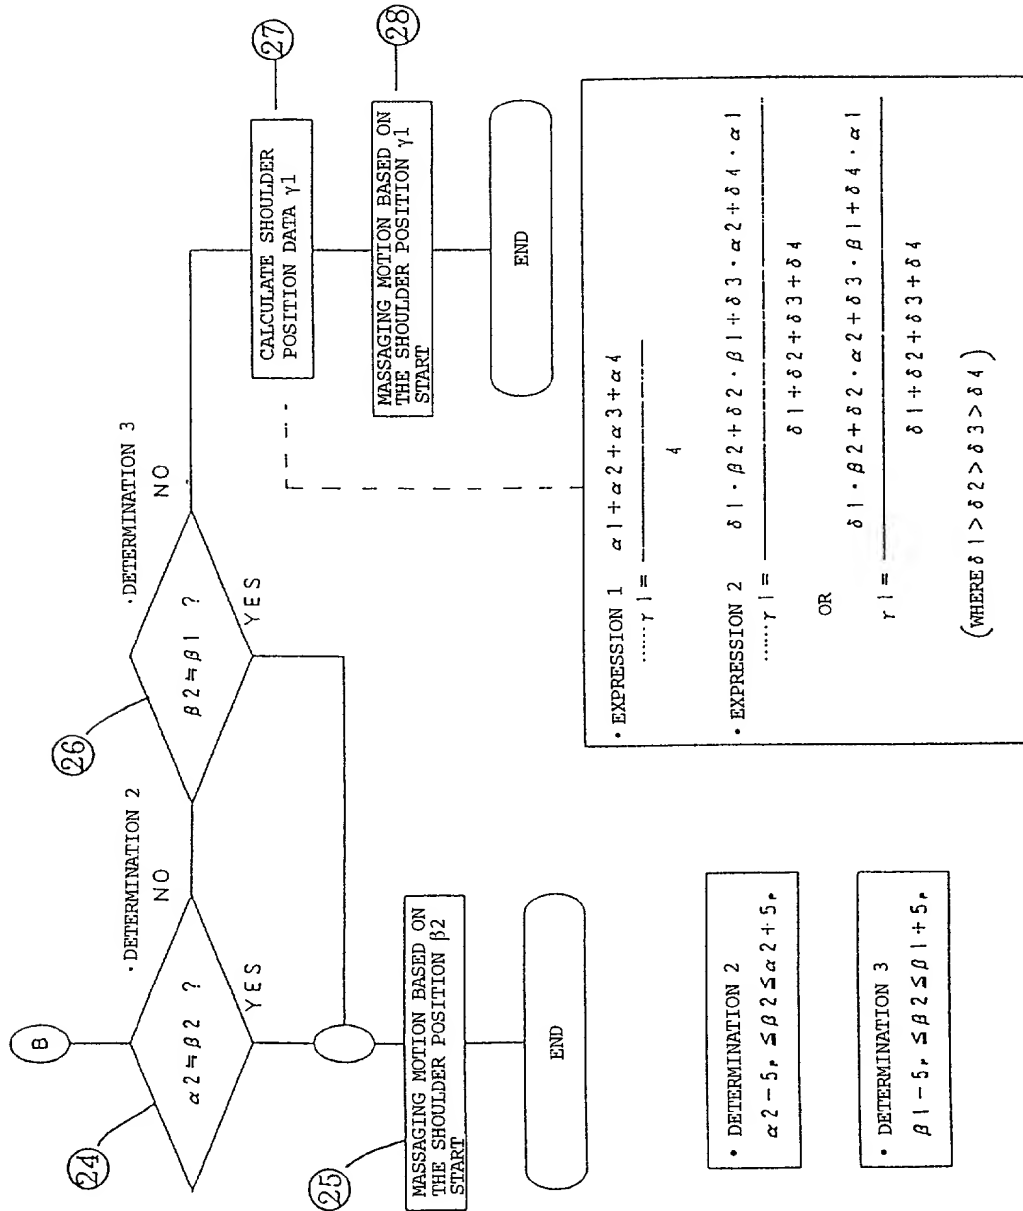 B
24
α2≒β2 ?
・DETERMINATION 2
NO
YES
25
MASSAGING MOTION BASED ON
THE SHOULDER POSITION β2
START
END
26
β2≒β1 ?
・DETERMINATION 3
NO
YES
27
CALCULATE SHOULDER
POSITION DATA γ1
28
MASSAGING MOTION BASED ON
THE SHOULDER POSITION γ1
START
END
• DETERMINATION 2
α2−5r≦β2≦α2+5r
• DETERMINATION 3
β1−5r≦β2≦β1+5r
• EXPRESSION 1 α1+α2+α3+α4
……γ1=
4
• EXPRESSION 2 δ1・β2+δ2・β1+δ3・α2+δ4・α1
……γ1=
δ1+δ2+δ3+δ4
OR
δ1・β2+δ2・α2+δ3・β1+δ4・α1
γ1=
δ1+δ2+δ3+δ4
(WHERE δ1>δ2>δ3>δ4)